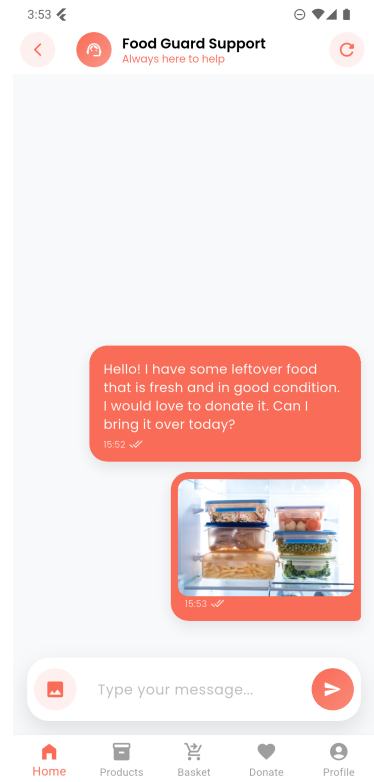 3:53
Food Guard Support
Always here to help
Hello! I have some leftover food
that is fresh and in good condition.
I would love to donate it. Can I
bring it over today?
15:52
15:53
Type your message...
Home
Products
Basket
Donate
Profile